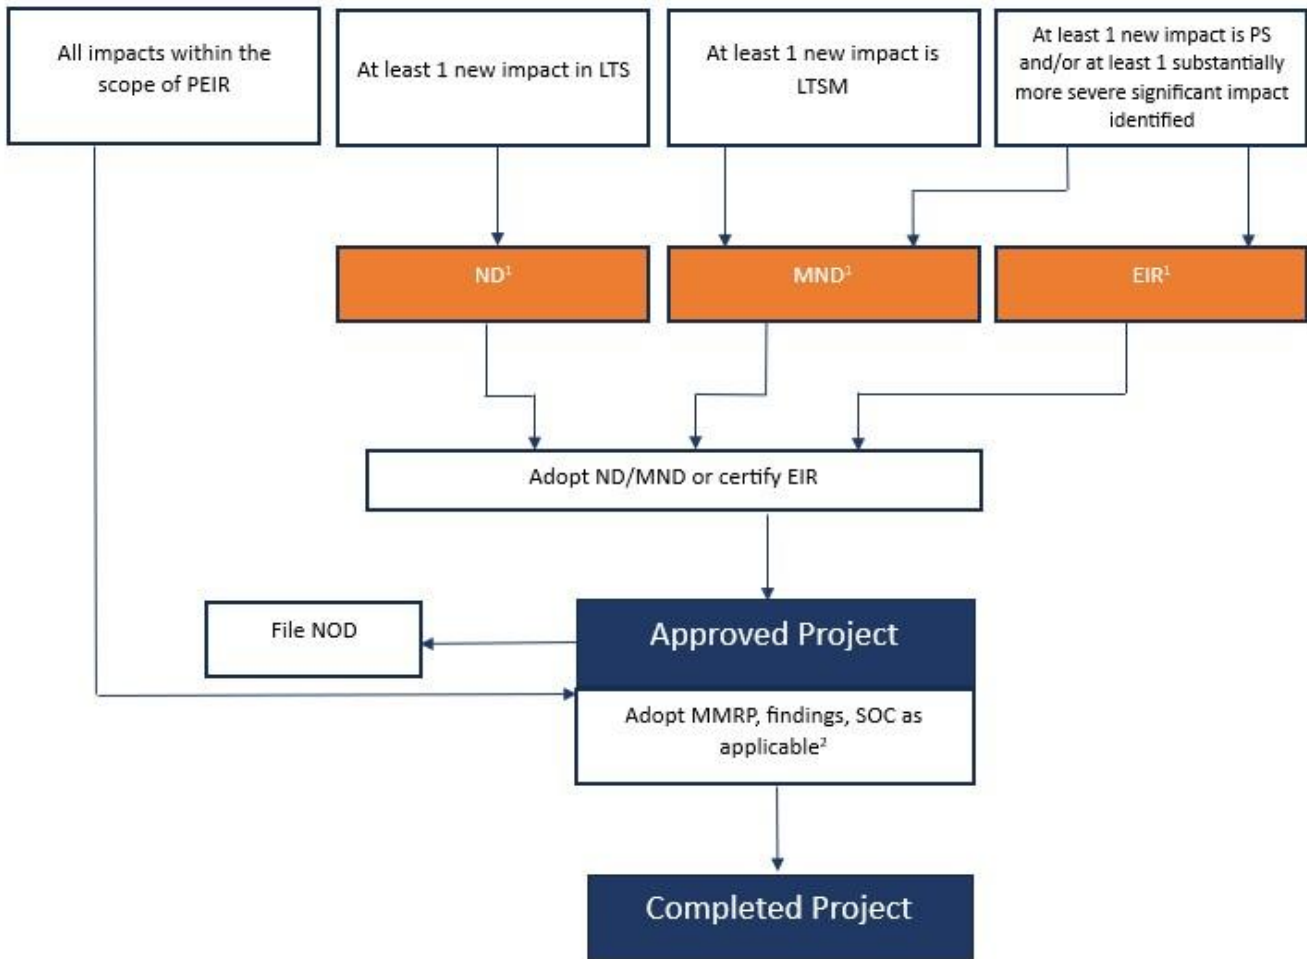 All impacts within the
scope of PEIR
At least 1 new impact in LTS
At least 1 new impact is
LTSM
At least 1 new impact is PS
and/or at least 1 substantially
more severe significant impact
identified
ND¹
MND¹
EIR¹
Adopt ND/MND or certify EIR
File NOD
Approved Project
Adopt MMRP, findings, SOC as
applicable²
Completed Project